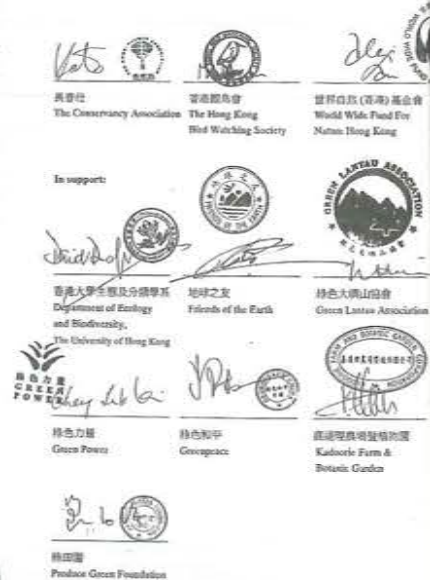 長春社
The Conservancy Association
香港觀鳥會
The Hong Kong
Bird Watching Society
世界自然(香港)基金會
World Wide Fund For
Nature Hong Kong
In support:
香港大學生態及分類學系
Department of Ecology
and Biodiversity,
The University of Hong Kong
FRIENDS OF THE EARTH
地球之友
Friends of the Earth
GREEN LANTAU ASSOCIATION
綠色大嶼山協會
Green Lantau Association
綠色力量
GREEN
POWER
綠色力量
Green Power
綠色和平
Greenpeace
嘉道理農場暨植物園
Kadoorie Farm &
Botanic Garden
綠田園
Produce Green Foundation